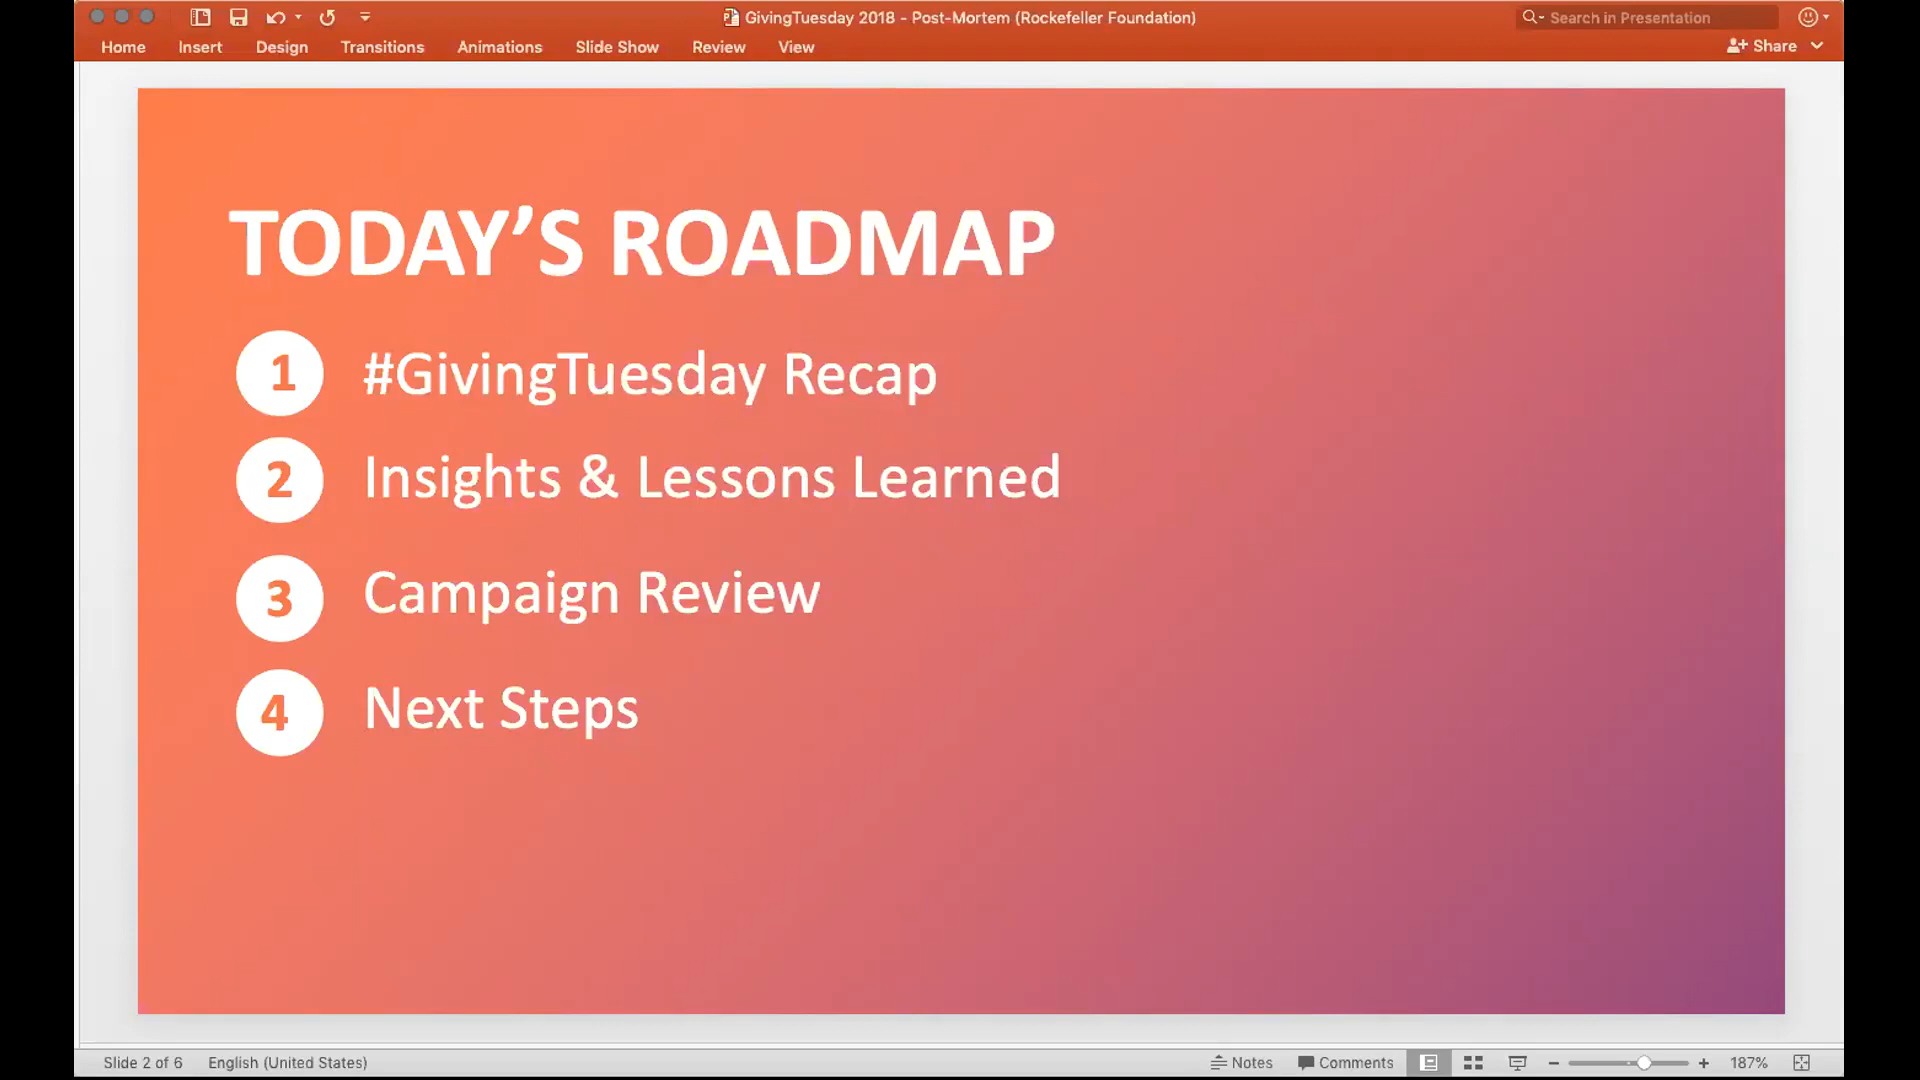 GivingTuesday 2018 - Post-Mortem (Rockefeller Foundation)
Search in Presentation
Home Insert Design Transitions Animations Slide Show Review View
Share
TODAY’S ROADMAP
1 #GivingTuesday Recap
2 Insights & Lessons Learned
3 Campaign Review
4 Next Steps
Slide 2 of 6 English (United States) Notes Comments 187%